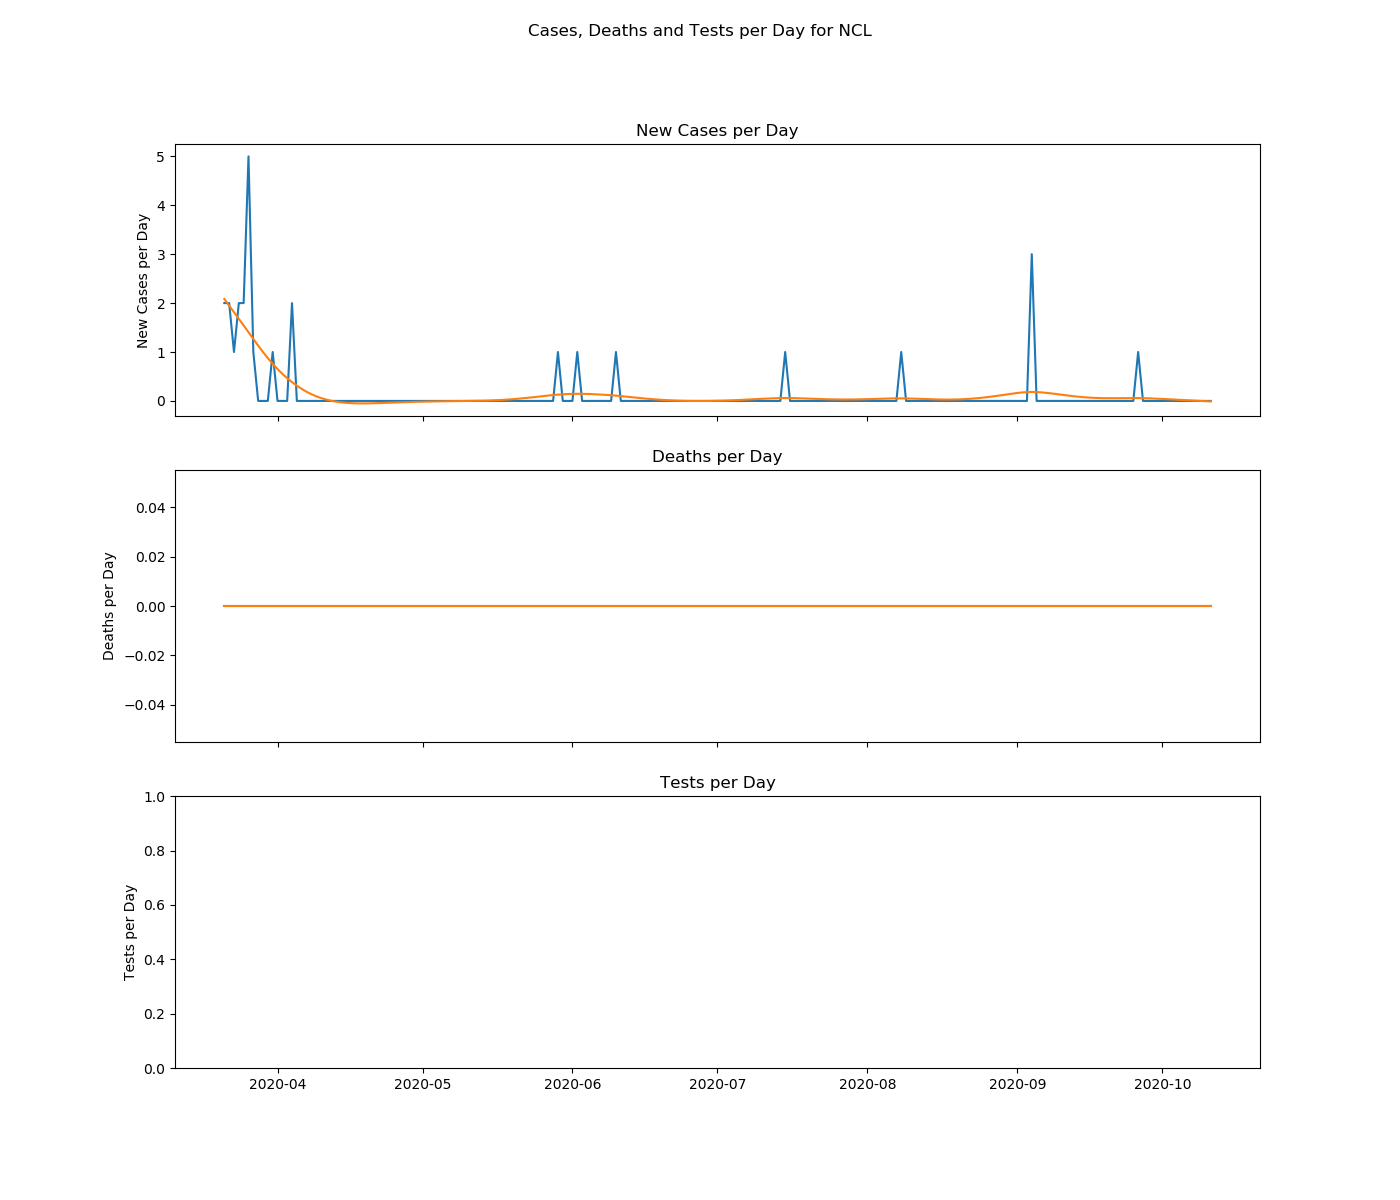 Cases, Deaths and Tests per Day for NCL
New Cases per Day
5
4
3
2
1
0
New Cases per Day
Deaths per Day
0.04
0.02
0.00
−0.02
−0.04
Deaths per Day
Tests per Day
1.0
0.8
0.6
0.4
0.2
0.0
Tests per Day
2020-04 2020-05 2020-06 2020-07 2020-08 2020-09 2020-10